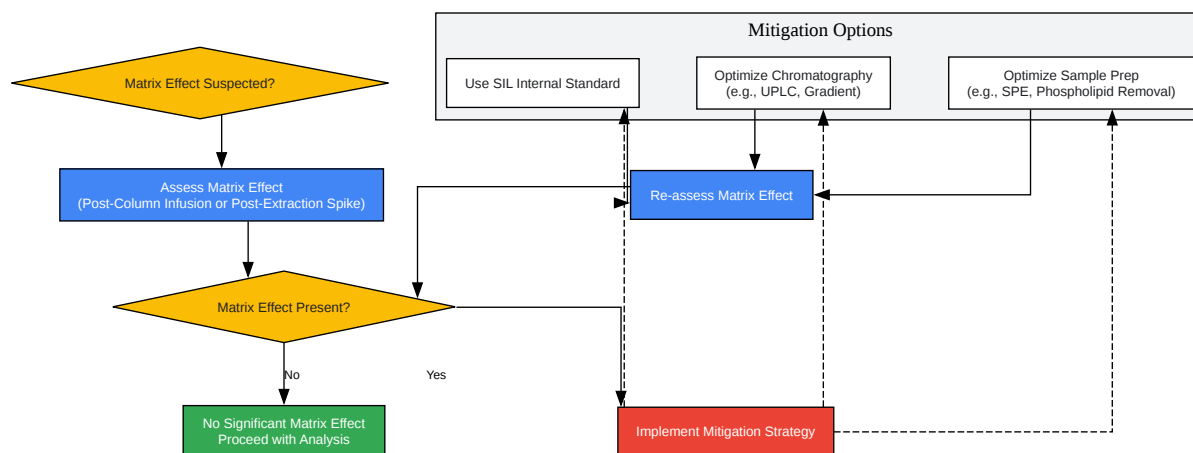 Mitigation Options
Matrix Effect Suspected?
Use SIL Internal Standard
Optimize Chromatography
(e.g., UPLC, Gradient)
Optimize Sample Prep
(e.g., SPE, Phospholipid Removal)
Assess Matrix Effect
(Post-Column Infusion or Post-Extraction Spike)
Re-assess Matrix Effect
Matrix Effect Present?
No
Yes
No Significant Matrix Effect
Proceed with Analysis
Implement Mitigation Strategy